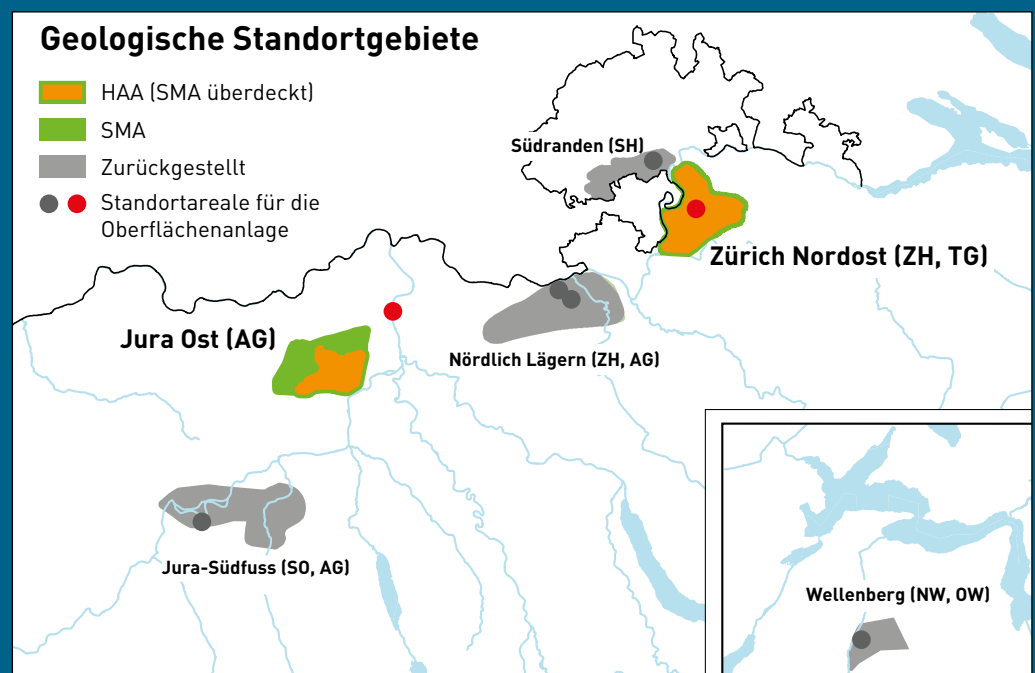 Geologische Standortgebiete
HAA (SMA überdeckt)
SMA
Zurückgestellt
Standortareale für die
Oberflächenanlage
Südranden (SH)
Zürich Nordost (ZH, TG)
Jura Ost (AG)
Nördlich Lägern (ZH, AG)
Jura-Südfuss (SO, AG)
Wellenberg (NW, OW)